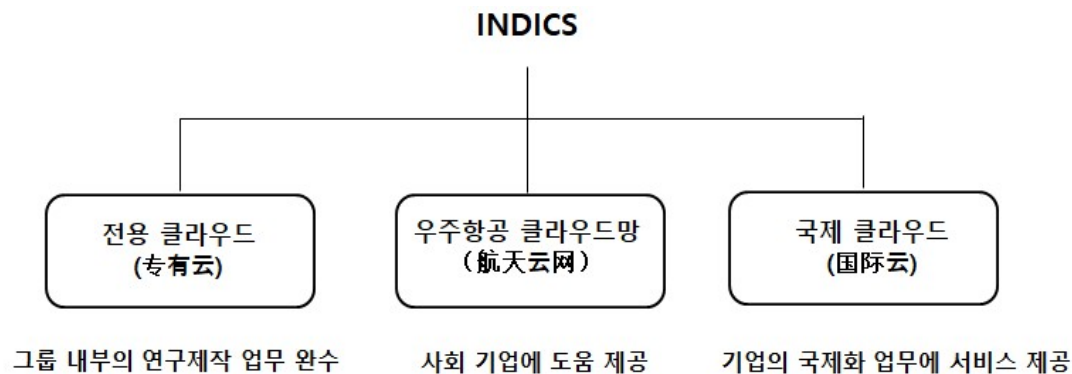 INDICS
전용 클라우드
(专有云)
우주항공 클라우드망
（航天云网）
국제 클라우드
(国际云)
그룹 내부의 연구제작 업무 완수
사회 기업에 도움 제공
기업의 국제화 업무에 서비스 제공